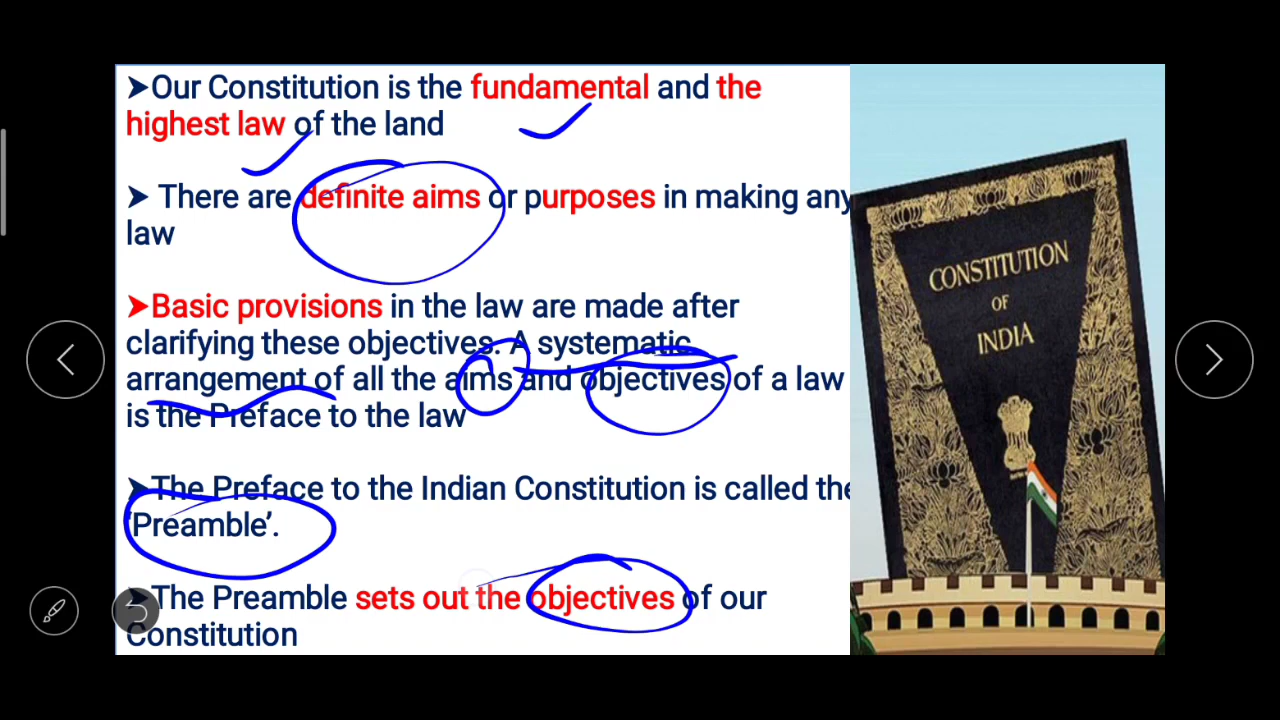 ➤Our Constitution is the fundamental and the
highest law of the land
➤ There are definite aims or purposes in making any
law
➤Basic provisions in the law are made after
clarifying these objectives. A systematic
arrangement of all the aims and objectives of a law
is the Preface to the law
➤The Preface to the Indian Constitution is called the
‘Preamble’.
➤The Preamble sets out the objectives of our
Constitution
CONSTITUTION
OF
INDIA